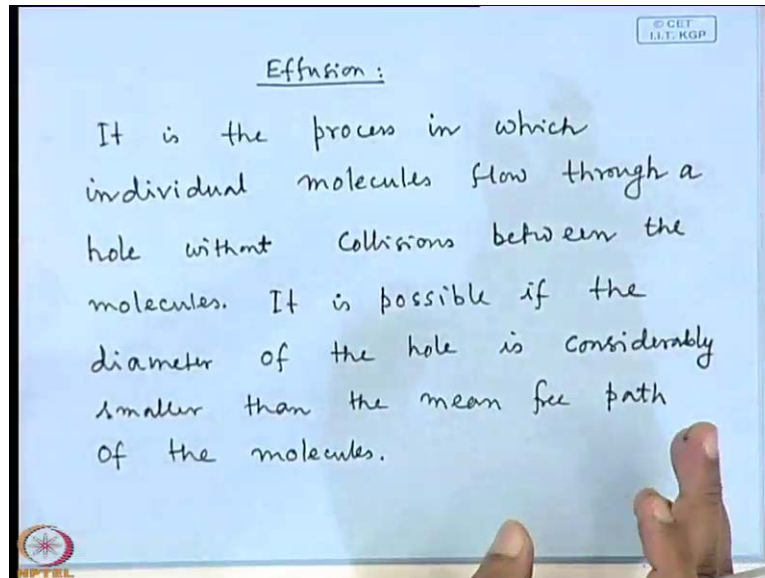 © CET
I.I.T. KGP
Effusion:
It is the process in which
individual molecules flow through a
hole without collisions between the
molecules. It is possible if the
diameter of the hole is considerably
smaller than the mean free path
of the molecules.
NPTEL